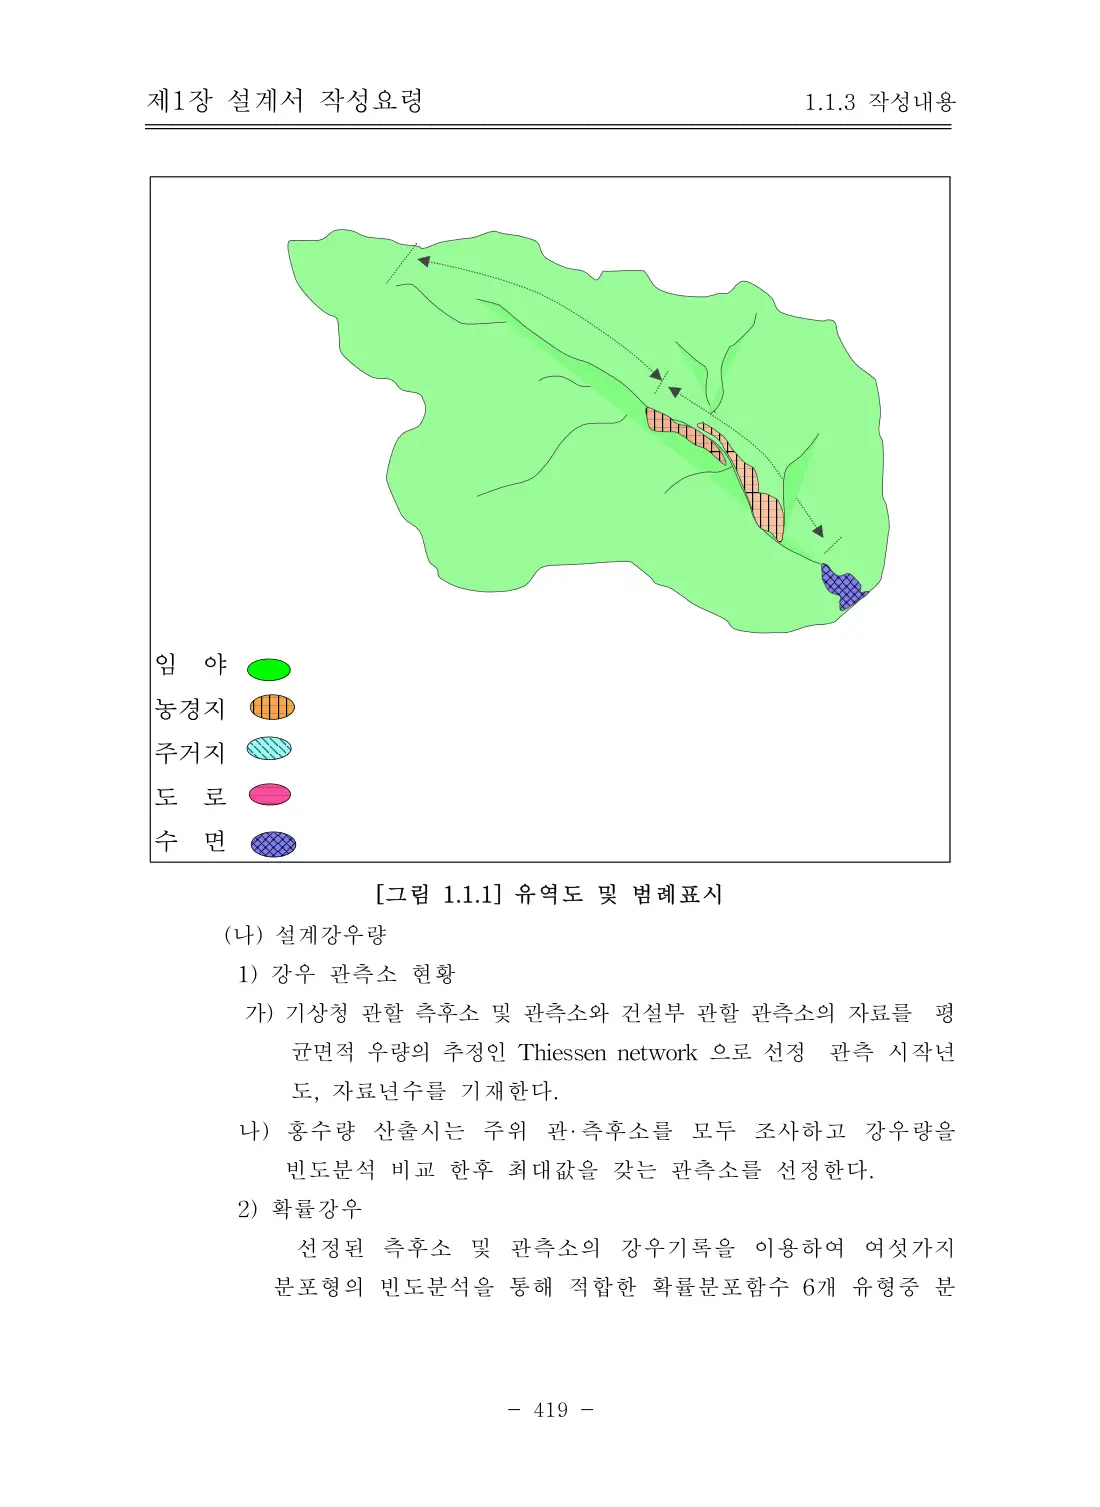 제1장 설계서 작성요령
1.1.3 작성내용
임 야
농경지
주거지
도 로
수 면
[그림 1.1.1] 유역도 및 범례표시
(나) 설계강우량
1) 강우 관측소 현황
가) 기상청 관할 측후소 및 관측소와 건설부 관할 관측소의 자료를 평
균면적 우량의 추정인 Thiessen network 으로 선정 관측 시작년
도, 자료년수를 기재한다.
나) 홍수량 산출시는 주위 관·측후소를 모두 조사하고 강우량을
빈도분석 비교 한후 최대값을 갖는 관측소를 선정한다.
2) 확률강우
선정된 측후소 및 관측소의 강우기록을 이용하여 여섯가지
분포형의 빈도분석을 통해 적합한 확률분포함수 6개 유형중 분
- 419 -